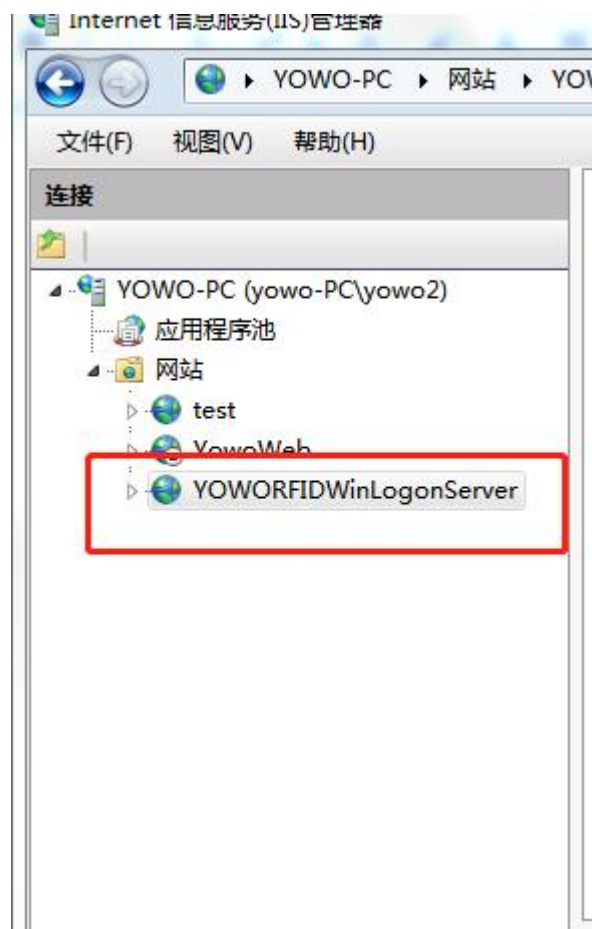 Internet 信息服务(IIS)管理器
YOWO-PC 网站 YOW
文件(F) 视图(V) 帮助(H)
连接
YOWO-PC (yowo-PC\yowo2)
应用程序池
网站
test
YowoWeb
YOWORFIDWinLogonServer